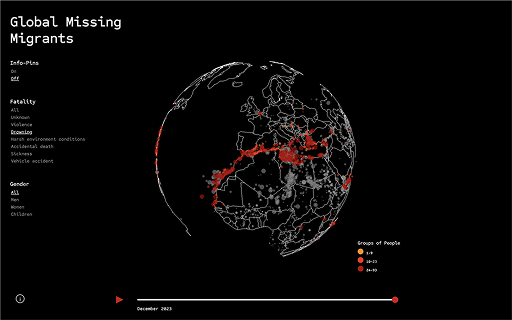 Global Missing
Migrants
Info-Pins
On
Off
Fatality
All
Unknown
Violence
Drowning
Harsh environment conditions
Accidental death
Sickness
Vehicle accident
Gender
All
Men
Women
Children
Groups of People
1-9
10-23
24-93
December 2023